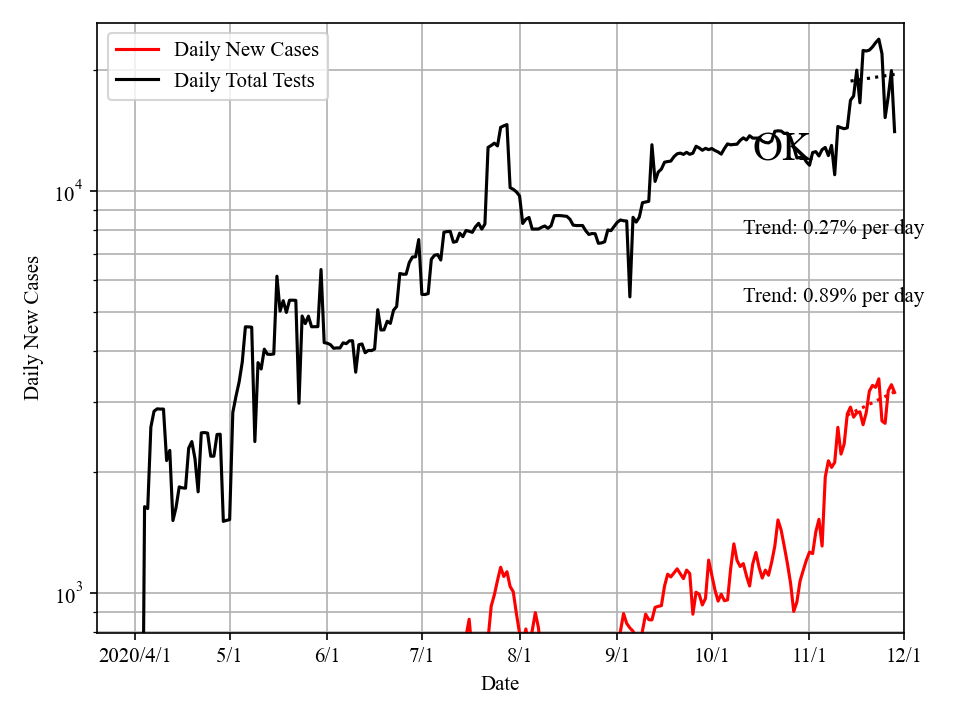 Daily New Cases
Daily Total Tests
OK
10^4
Trend: 0.27% per day
Trend: 0.89% per day
Daily New Cases
10^3
2020/4/1 5/1 6/1 7/1 8/1 9/1 10/1 11/1 12/1
Date